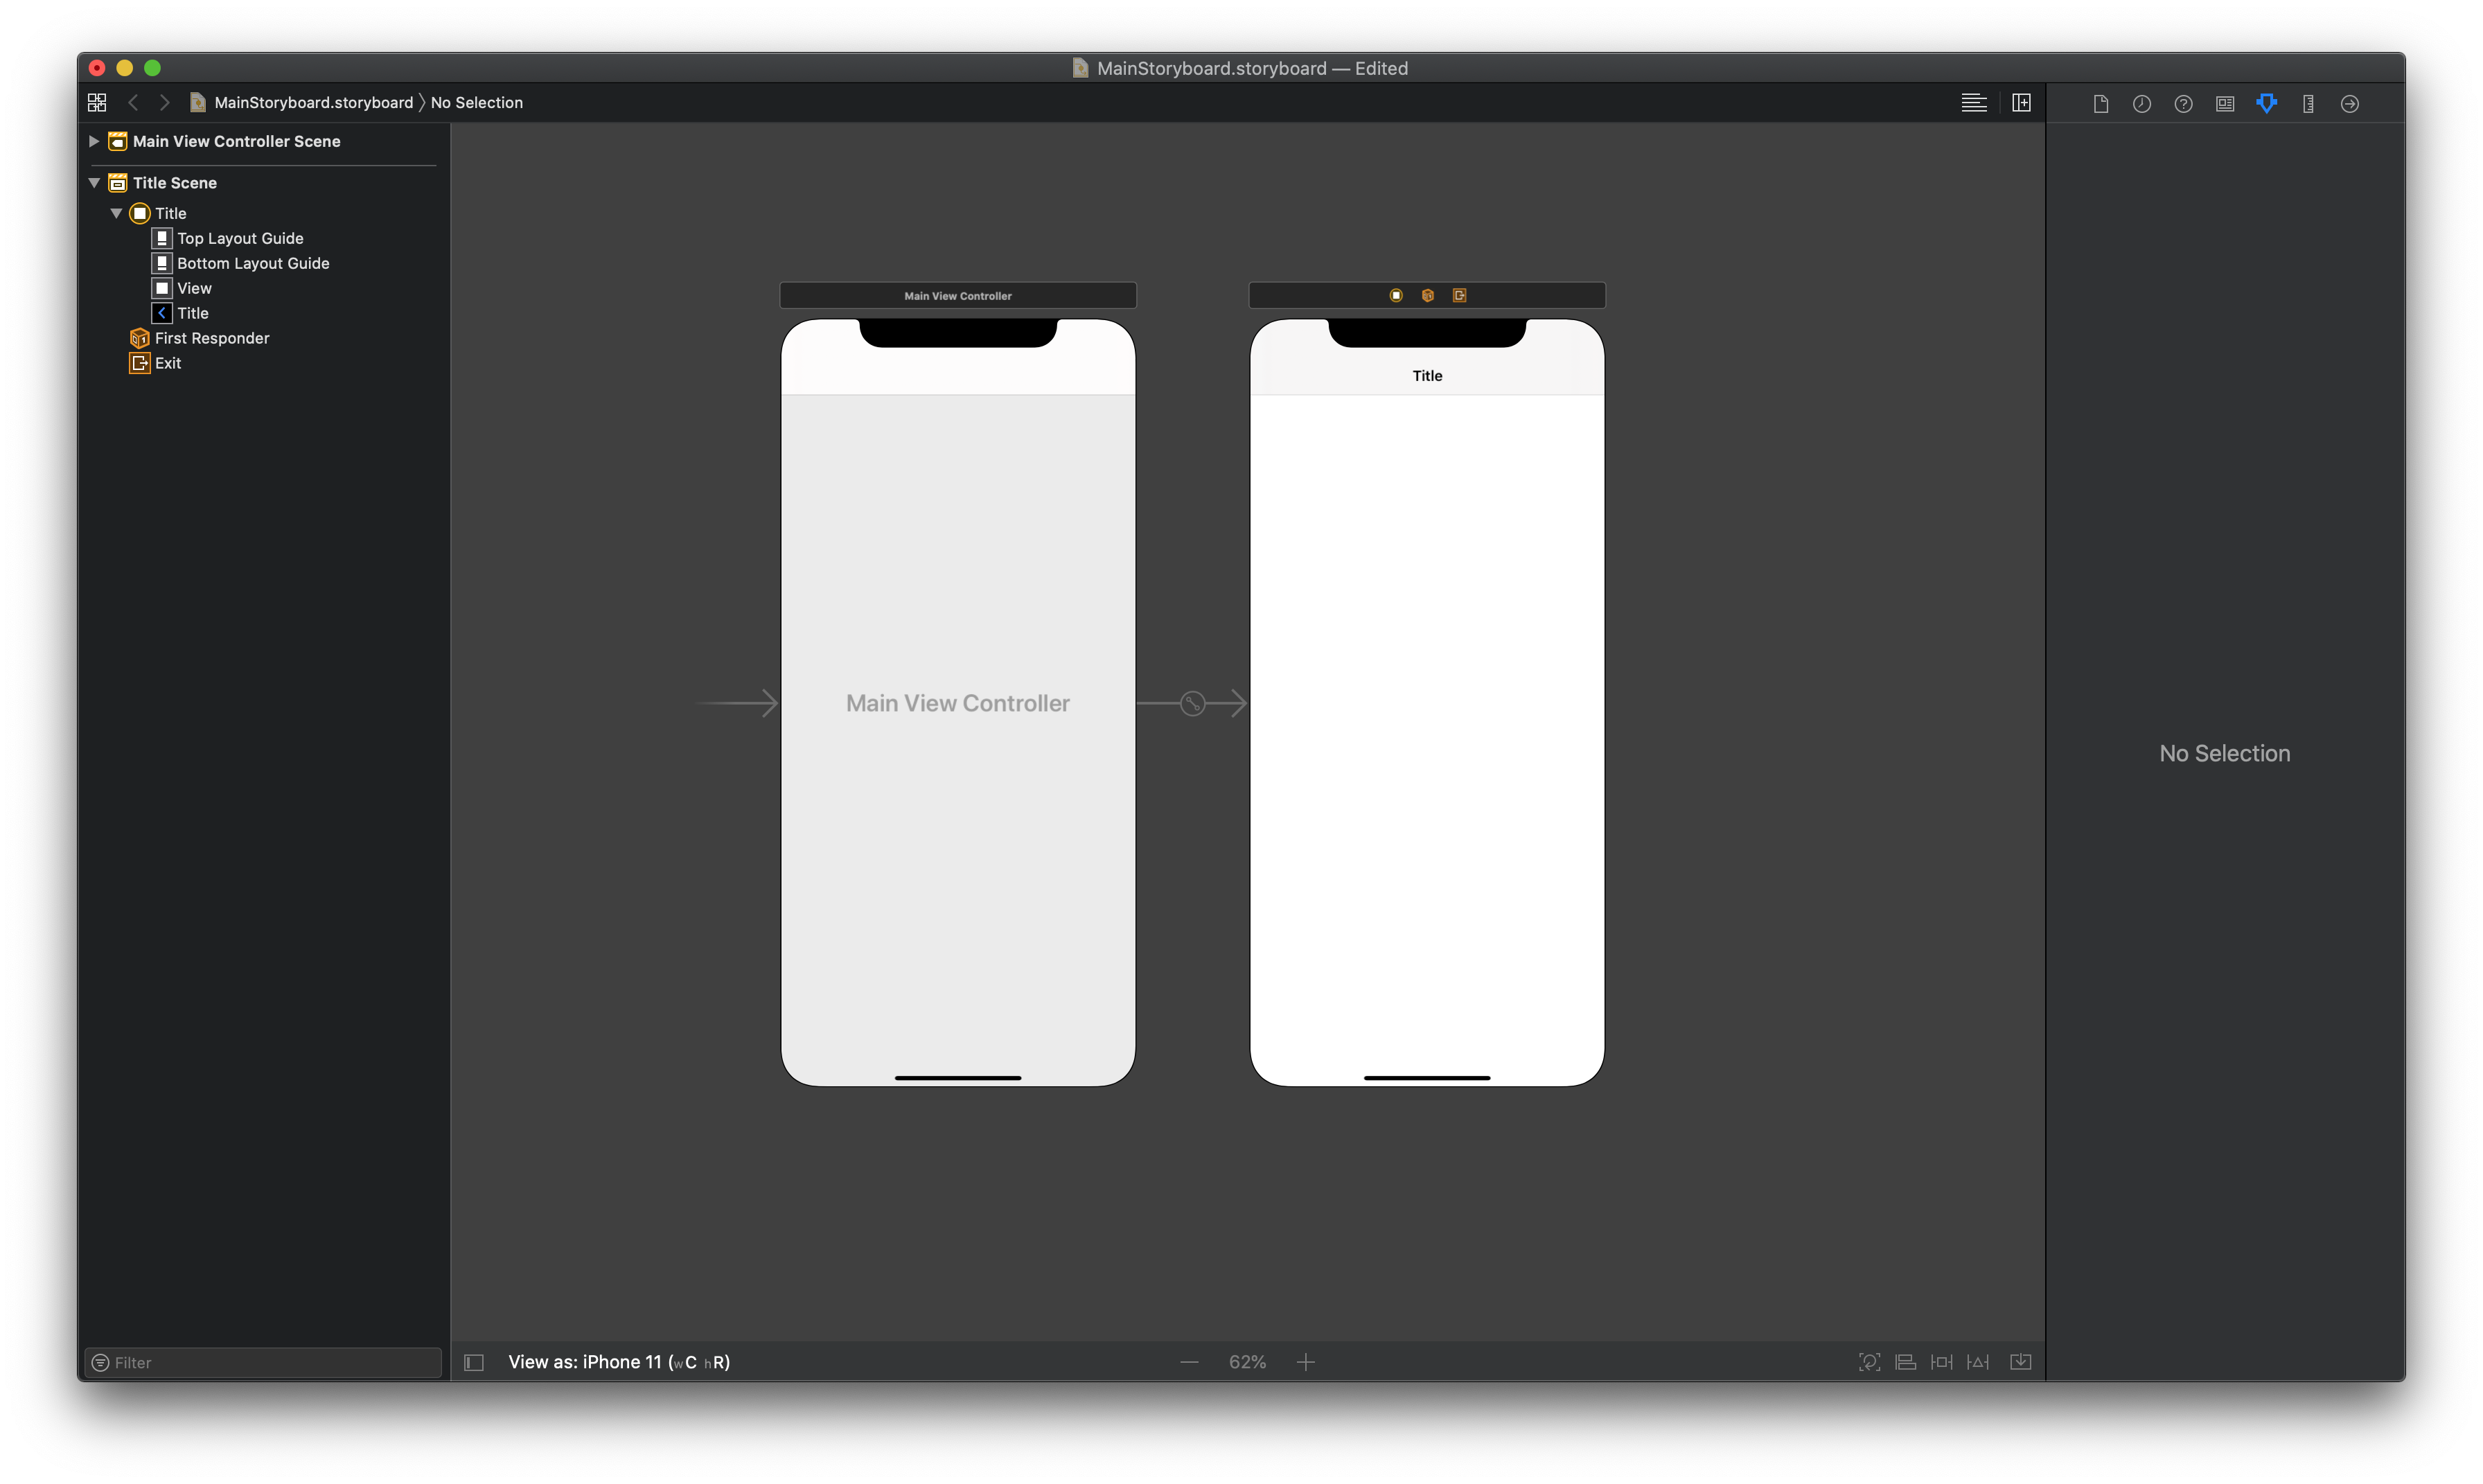 MainStoryboard.storyboard — Edited
MainStoryboard.storyboard 〉 No Selection
Main View Controller Scene
Title Scene
Title
Top Layout Guide
Bottom Layout Guide
View
Title
First Responder
Exit
Main View Controller
Title
Main View Controller
No Selection
Filter
View as: iPhone 11 (wC hR)
62%